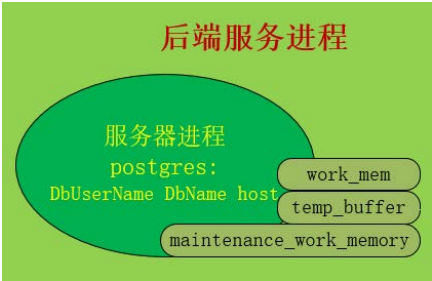 后端服务进程
服务器进程
postgres:
DbUserName DbName host
work_mem
temp_buffer
maintenance_work_memory